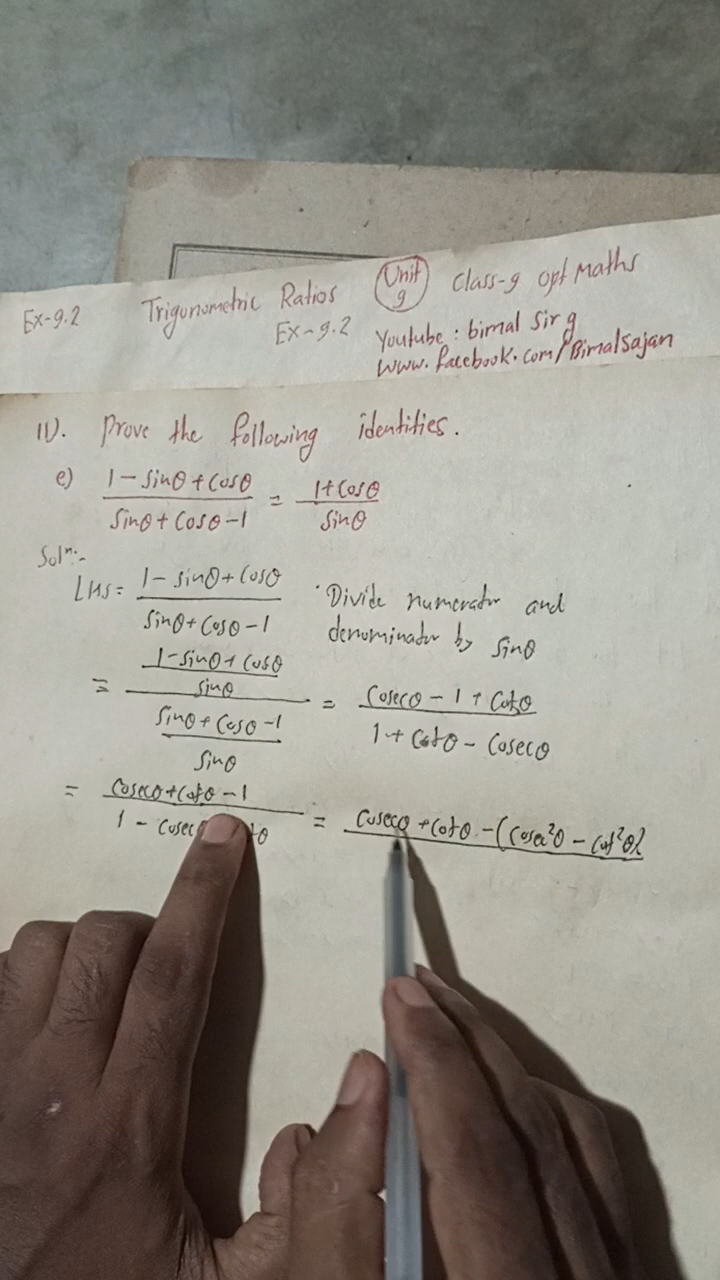 Ex-9.2 Trigonometric Ratios Unit 9 Class-9 opt Maths
Ex-9.2 Youtube : bimal Sir g
www.facebook.com/Bimalsajan
10. Prove the following identities.
e) (1 - sinθ + cosθ)/(sinθ + cosθ - 1) = (1 + cosθ)/sinθ
Solⁿ:-
LHS = (1 - sinθ + cosθ)/(sinθ + cosθ - 1) Divide numerator and denominator by sinθ
= ((1 - sinθ + cosθ)/sinθ)/((sinθ + cosθ - 1)/sinθ) = (cosecθ - 1 + cotθ)/(1 + cotθ - cosecθ)
= (cosecθ + cotθ - 1)/(1 - cosec θ) = cosecθ + cotθ - (cosec²θ - cot²θ)